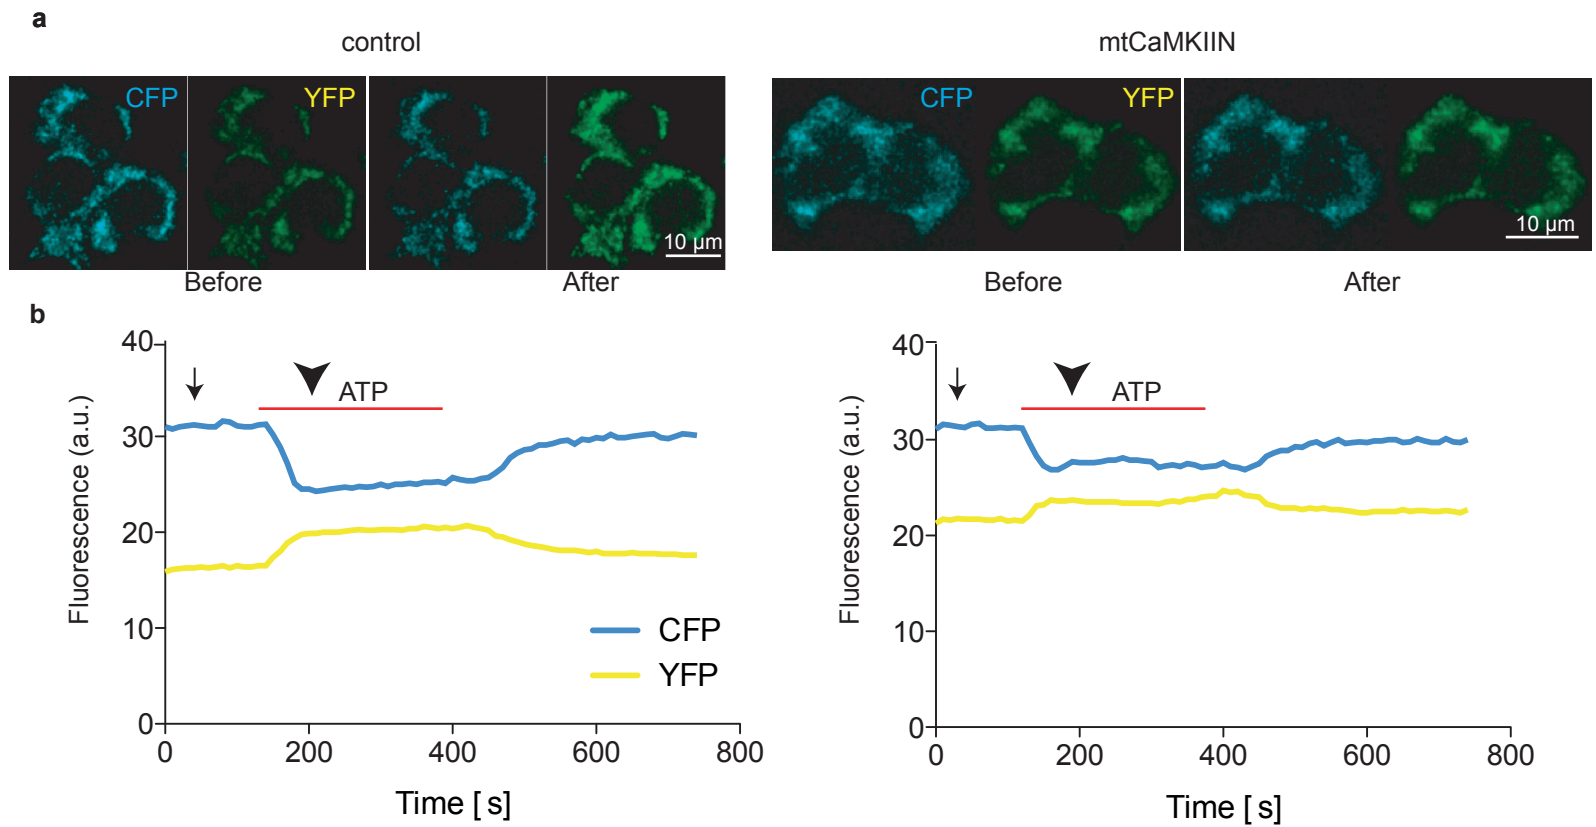 a
control
mtCaMKIIN
CFP YFP
CFP YFP
10 µm
10 µm
Before After
Before After
b
40
30
20
10
0
0 200 400 600 800
Fluorescence (a.u.)
Time [ s]
ATP
CFP
YFP
40
30
20
10
0
0 200 400 600 800
Fluorescence (a.u.)
Time [ s]
ATP